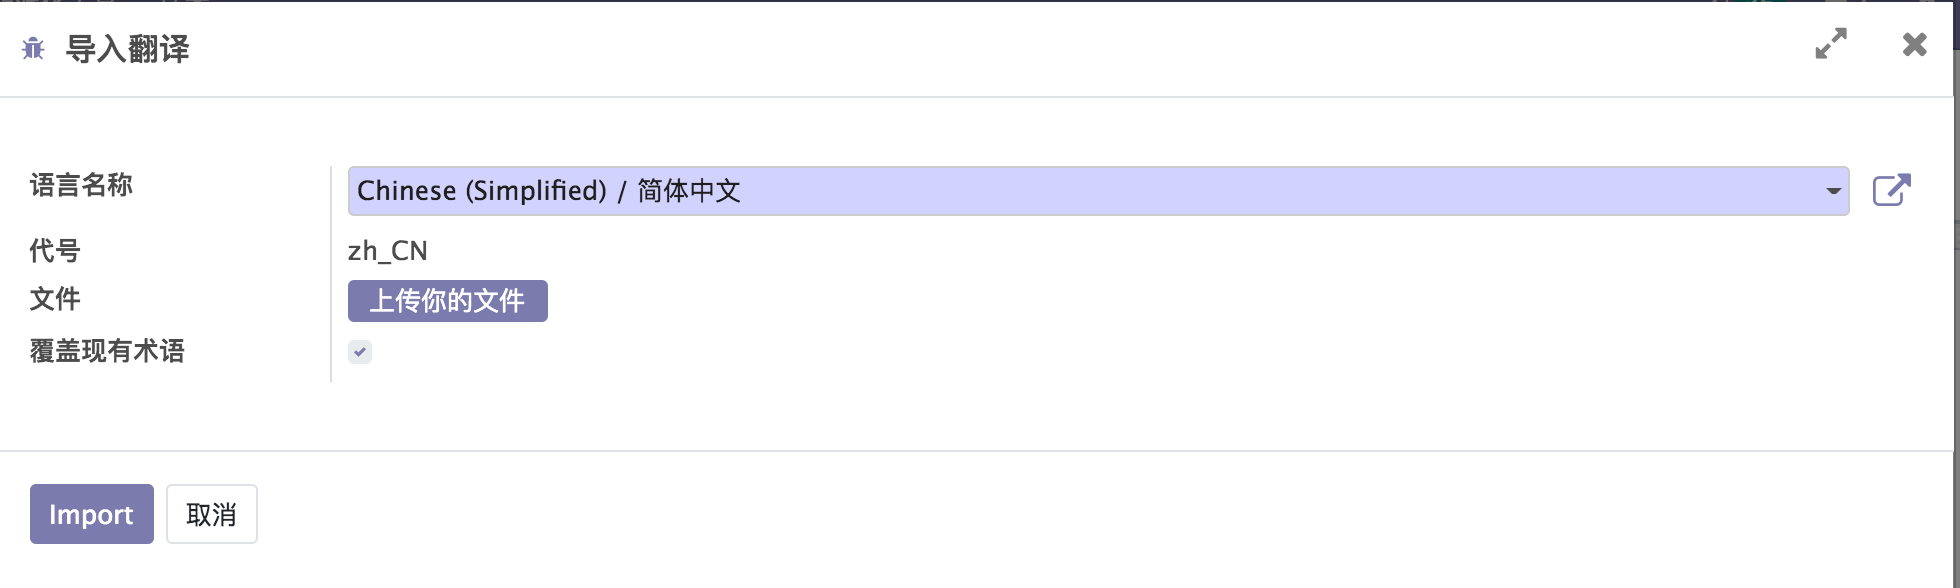 导入翻译
语言名称
Chinese (Simplified) / 简体中文
代号
zh_CN
文件
上传你的文件
覆盖现有术语
Import
取消